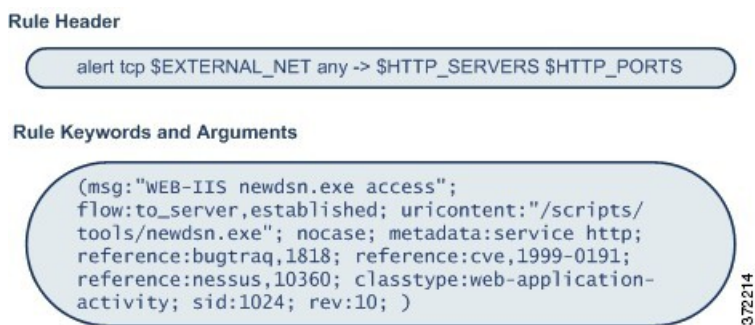 Rule Header
alert tcp $EXTERNAL_NET any -> $HTTP_SERVERS $HTTP_PORTS
Rule Keywords and Arguments
(msg:"WEB-IIS newdsn.exe access";
flow:to_server,established; uricontent:"/scripts/
tools/newdsn.exe"; nocase; metadata:service http;
reference:bugtraq,1818; reference:cve,1999-0191;
reference:nessus,10360; classtype:web-application-
activity; sid:1024; rev:10; )
372214